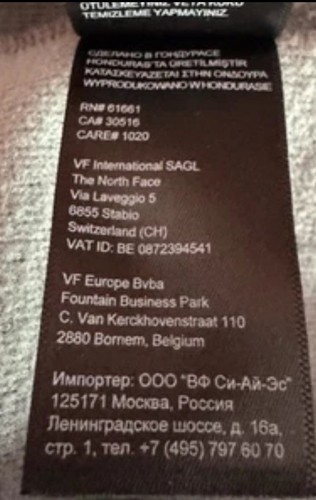 ÜTÜLEMEYİNİZ VEYA KURU
TEMİZLEME YAPMAYINIZ.
СДЕЛАНО В ГОНДУРАСЕ
HONDURAS'TA ÜRETİLMİŞTİR
ΚΑΤΑΣΚΕΥΑΖΕΤΑΙ ΣΤΗΝ ΟΝΔΟΥΡΑ
WYPRODUKOWANO W HONDURASIE
RN# 61661
CA# 30516
CARE# 1020
VF International SAGL
The North Face
Via Laveggio 5
6855 Stabio
Switzerland (CH)
VAT ID: BE 0872394541
VF Europe Bvba
Fountain Business Park
C. Van Kerckhovenstraat 110
2880 Bornem, Belgium
Импортер: ООО "ВФ Си-Ай-Эс"
125171 Москва, Россия
Ленинградское шоссе, д. 16а,
стр. 1, тел. +7 (495) 797 60 70